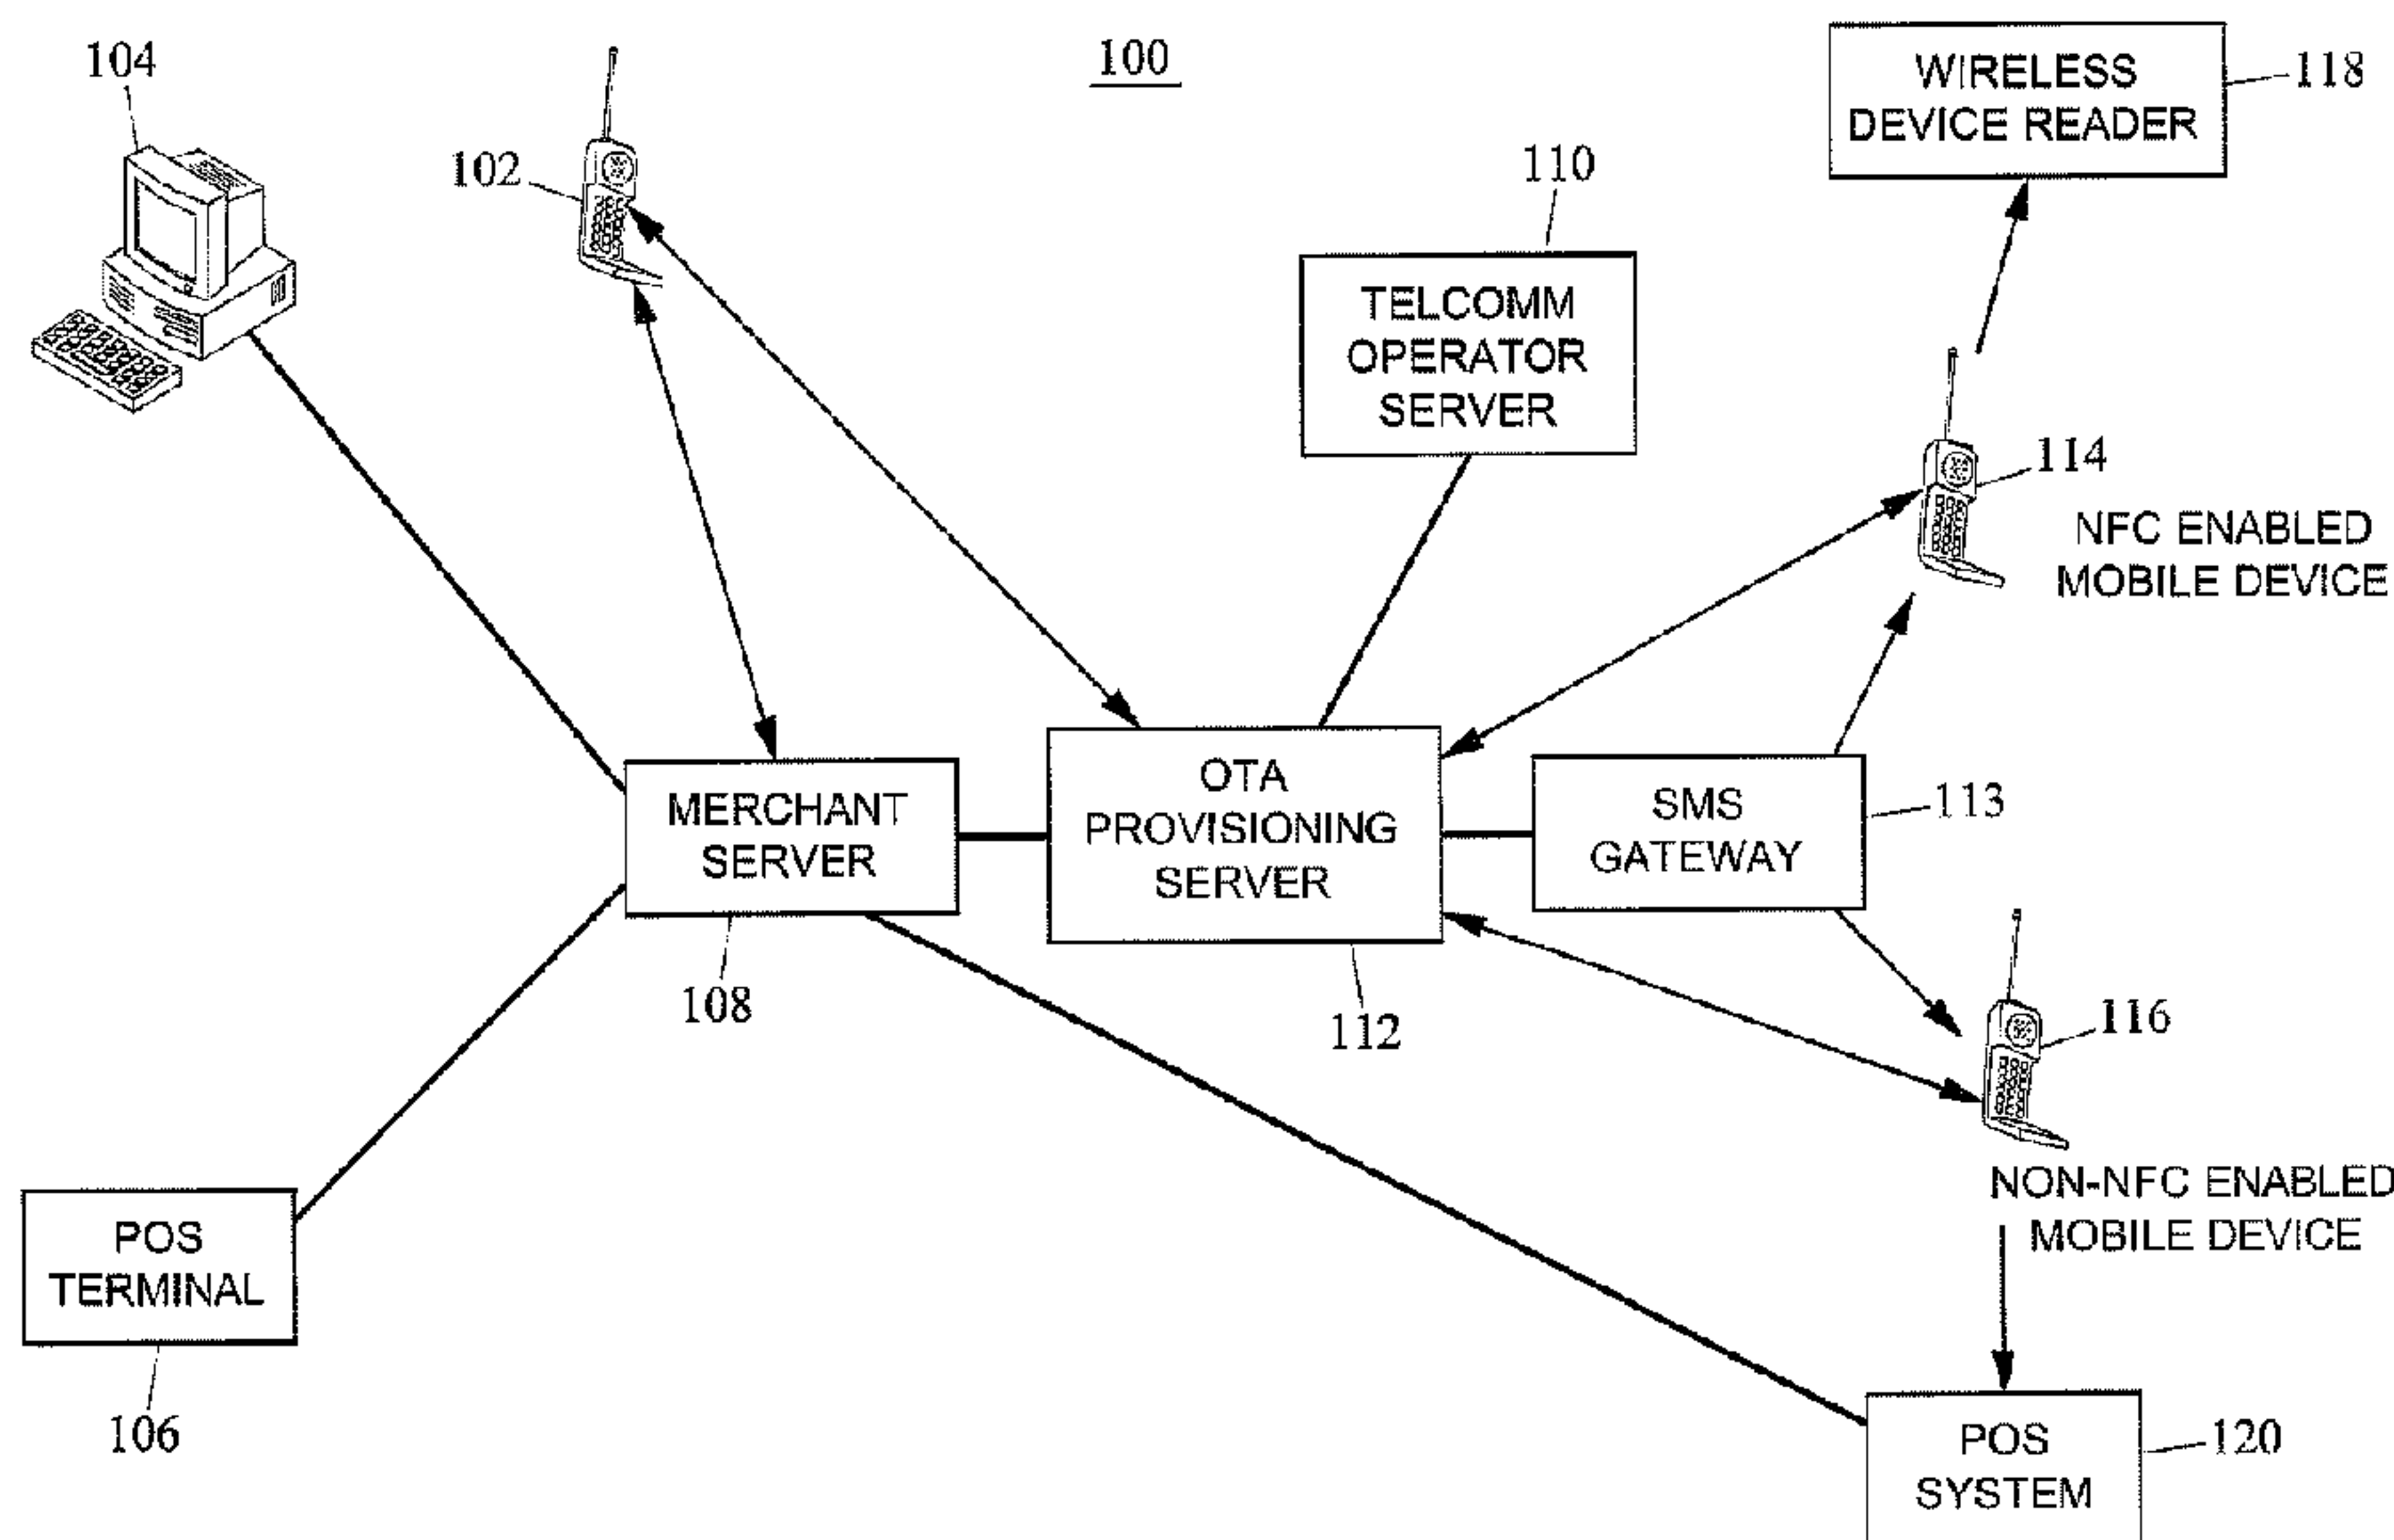 100
104
102
110
WIRELESS
DEVICE READER
118
TELCOMM
OPERATOR
SERVER
114
NFC ENABLED
MOBILE DEVICE
MERCHANT
SERVER
108
OTA
PROVISIONING
SERVER
112
SMS
GATEWAY
113
116
NON-NFC ENABLED
MOBILE DEVICE
POS
TERMINAL
106
POS
SYSTEM
120